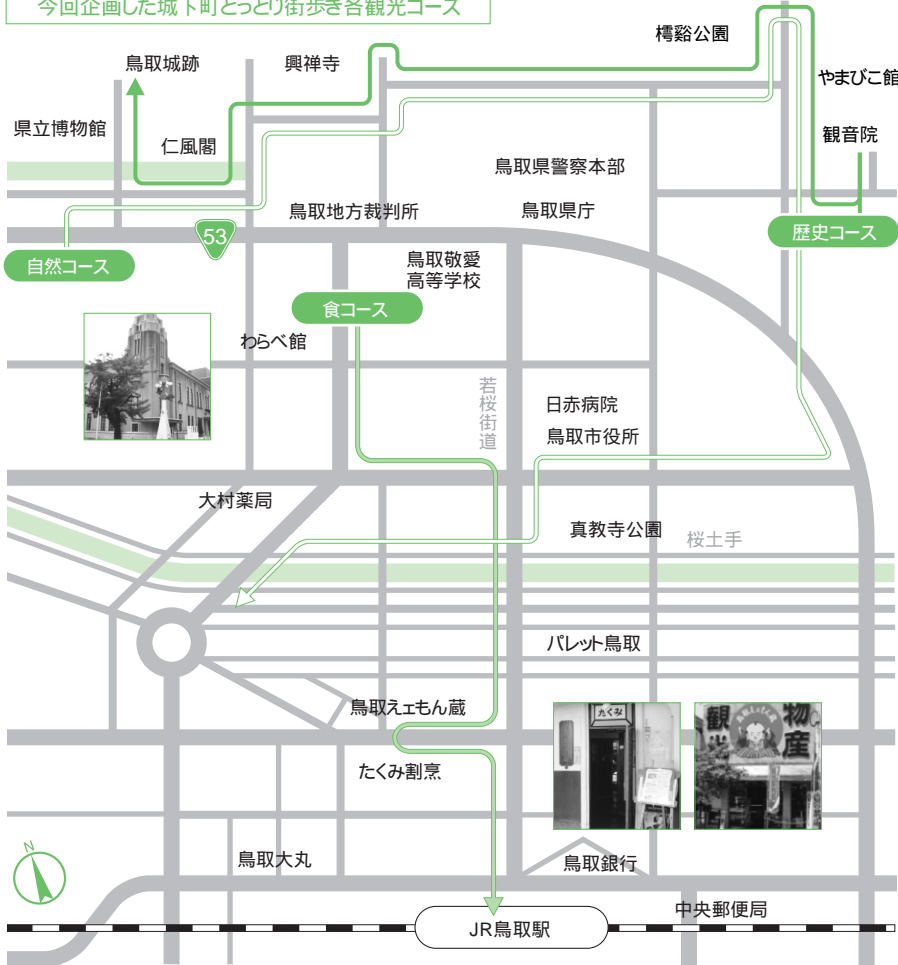 今回企画した城下町とっとり街歩き各観光コース
樗谿公園
鳥取城跡
興禅寺
やまびこ館
県立博物館
仁風閣
観音院
鳥取県警察本部
鳥取地方裁判所
鳥取県庁
53
歴史コース
自然コース
鳥取敬愛
高等学校
食コース
わらべ館
若桜街道
日赤病院
鳥取市役所
大村薬局
真教寺公園
桜土手
パレット鳥取
鳥取えエもん蔵
たくみ
観
物産
たくみ割烹
N
鳥取大丸
鳥取銀行
中央郵便局
JR鳥取駅